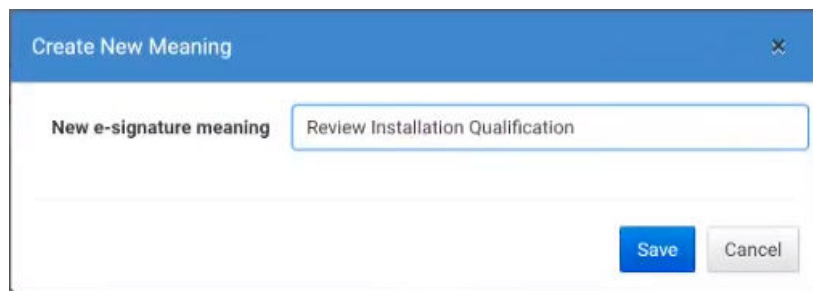 Create New Meaning
New e-signature meaning Review Installation Qualification
Save Cancel